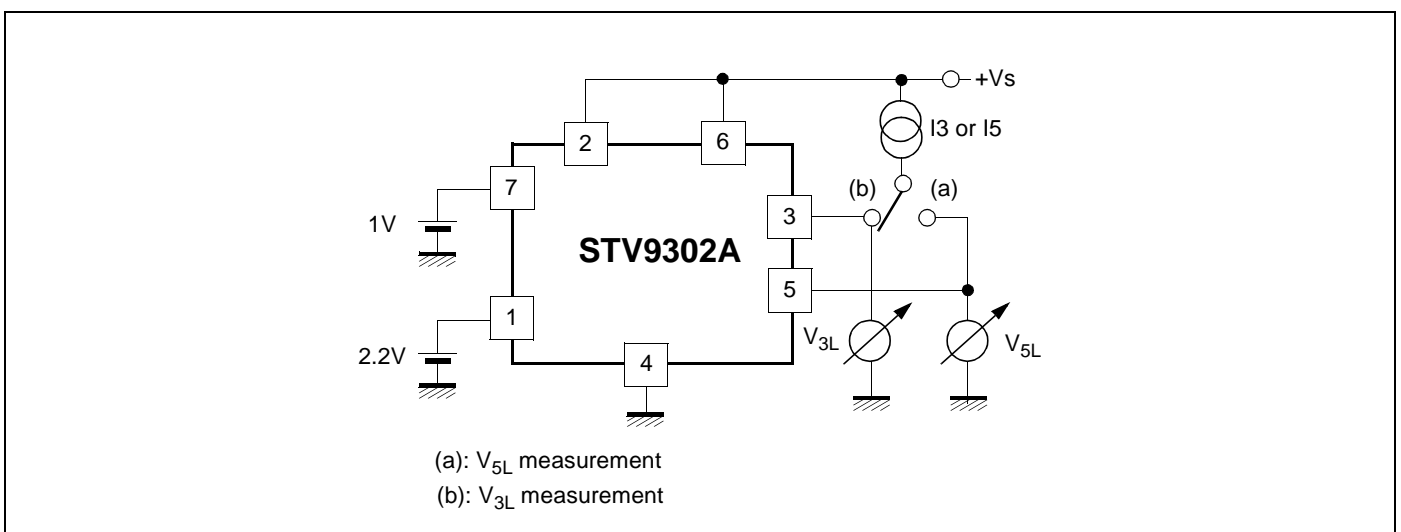 +Vs
I3 or I5
2
6
7
(b)
(a)
3
1V
STV9302A
5
1
V3L
V5L
2.2V
4
(a): V5L measurement
(b): V3L measurement